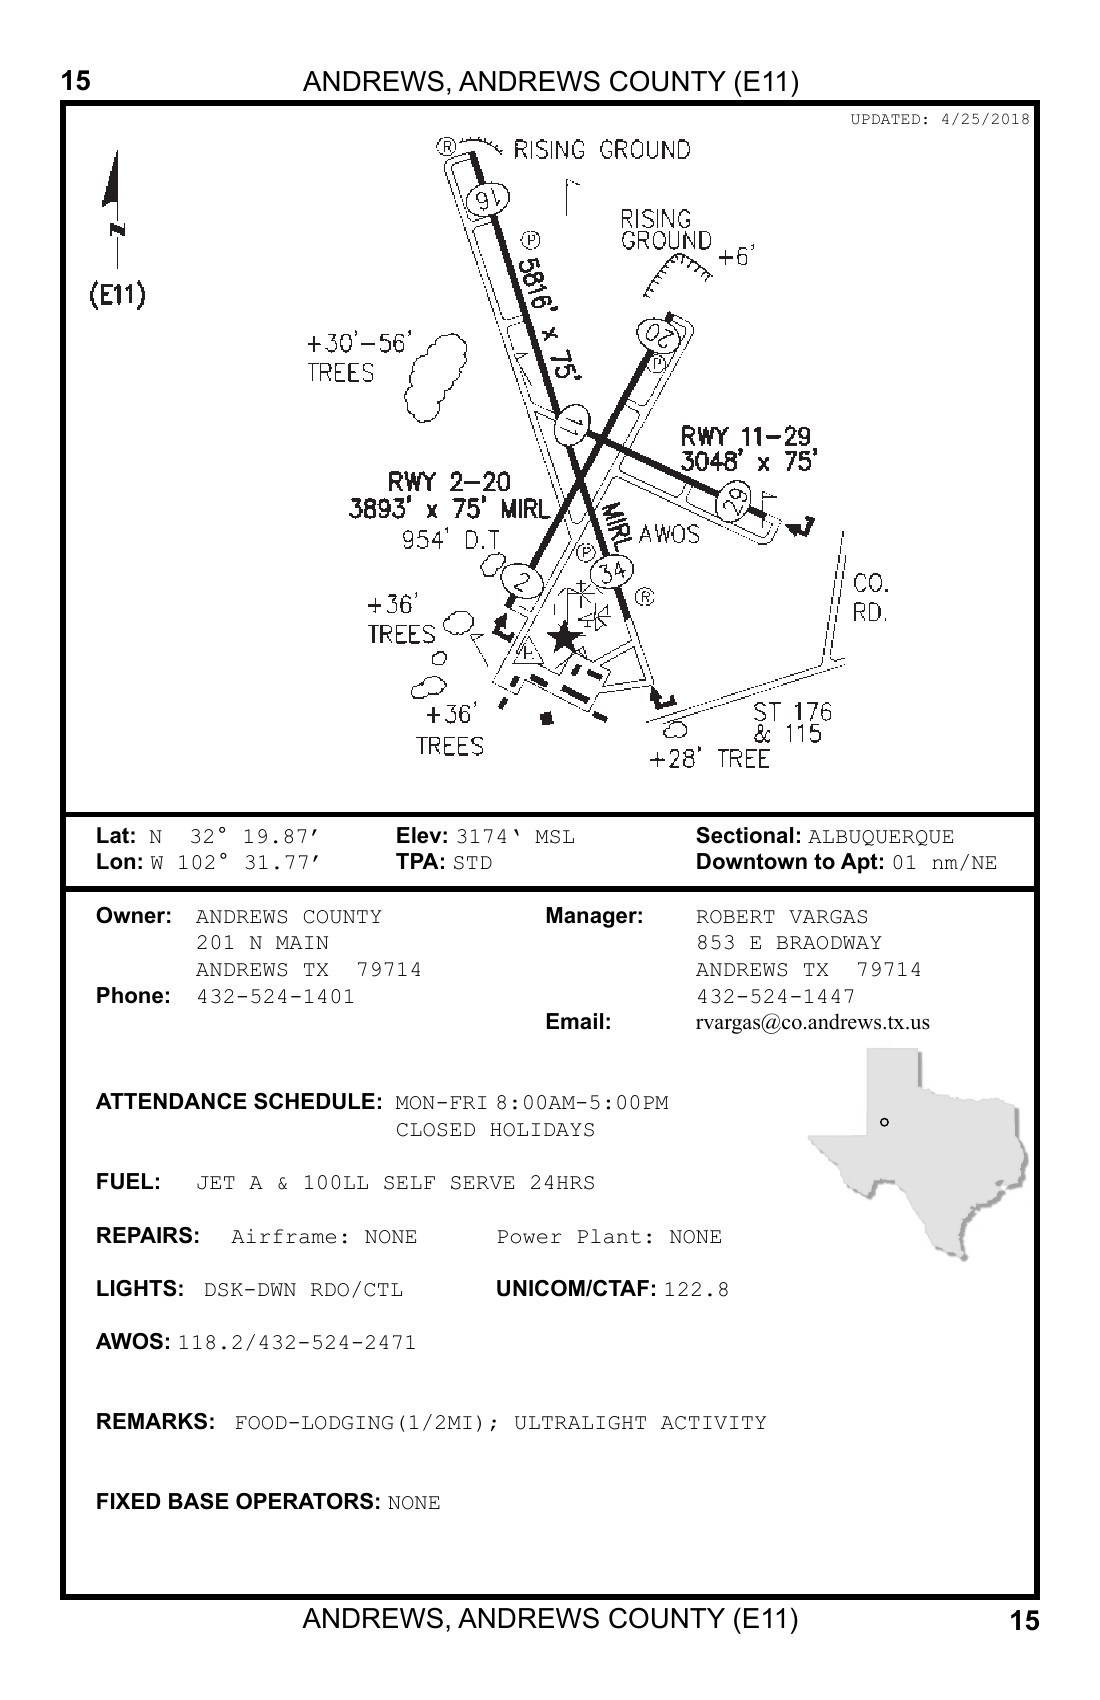 15 ANDREWS, ANDREWS COUNTY (E11)
UPDATED: 4/25/2018
R RISING GROUND
16
RISING
GROUND +6'
P
5816' x 75'
N
(E11)
20
P
+30'-56'
TREES
11
RWY 11-29
3048' x 75'
RWY 2-20
3893' x 75' MIRL
954' D.T
29
MIRL
AWOS
P
2
34
R
CO.
RD.
+36'
TREES
+36'
TREES
ST 176
& 115
+28' TREE
Lat: N 32° 19.87’ Elev: 3174‘ MSL Sectional: ALBUQUERQUE
Lon: W 102° 31.77’ TPA: STD Downtown to Apt: 01 nm/NE
Owner: ANDREWS COUNTY Manager: ROBERT VARGAS
201 N MAIN 853 E BRAODWAY
ANDREWS TX 79714 ANDREWS TX 79714
Phone: 432-524-1401 432-524-1447
Email: rvargas@co.andrews.tx.us
ATTENDANCE SCHEDULE: MON-FRI 8:00AM-5:00PM
CLOSED HOLIDAYS
FUEL: JET A & 100LL SELF SERVE 24HRS
REPAIRS: Airframe: NONE Power Plant: NONE
LIGHTS: DSK-DWN RDO/CTL UNICOM/CTAF: 122.8
AWOS: 118.2/432-524-2471
REMARKS: FOOD-LODGING(1/2MI); ULTRALIGHT ACTIVITY
FIXED BASE OPERATORS: NONE
ANDREWS, ANDREWS COUNTY (E11) 15